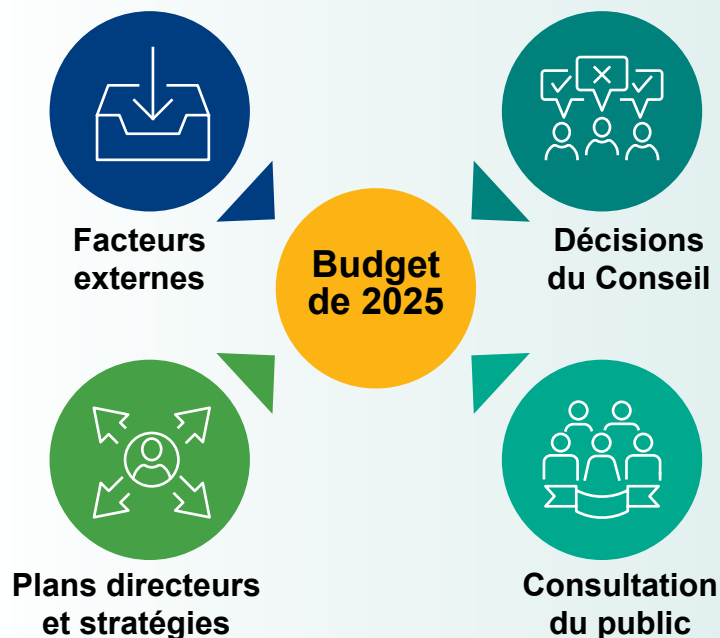 Facteurs
externes
Décisions
du Conseil
Budget
de 2025
Plans directeurs
et stratégies
Consultation
du public